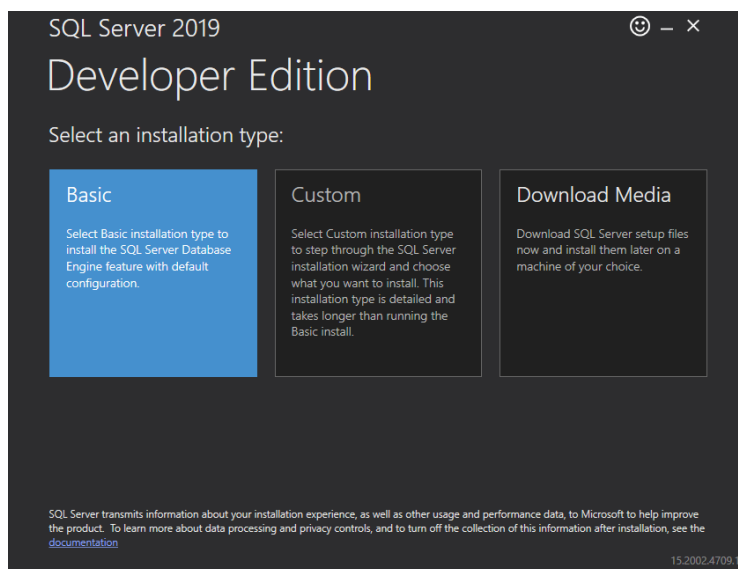 SQL Server 2019
Developer Edition
Select an installation type:
Basic
Select Basic installation type to
install the SQL Server Database
Engine feature with default
configuration.
Custom
Select Custom installation type
to step through the SQL Server
installation wizard and choose
what you want to install. This
installation type is detailed and
takes longer than running the
Basic install.
Download Media
Download SQL Server setup files
now and install them later on a
machine of your choice.
SQL Server transmits information about your installation experience, as well as other usage and performance data, to Microsoft to help improve
the product. To learn more about data processing and privacy controls, and to turn off the collection of this information after installation, see the
documentation
15.2002.4709.1